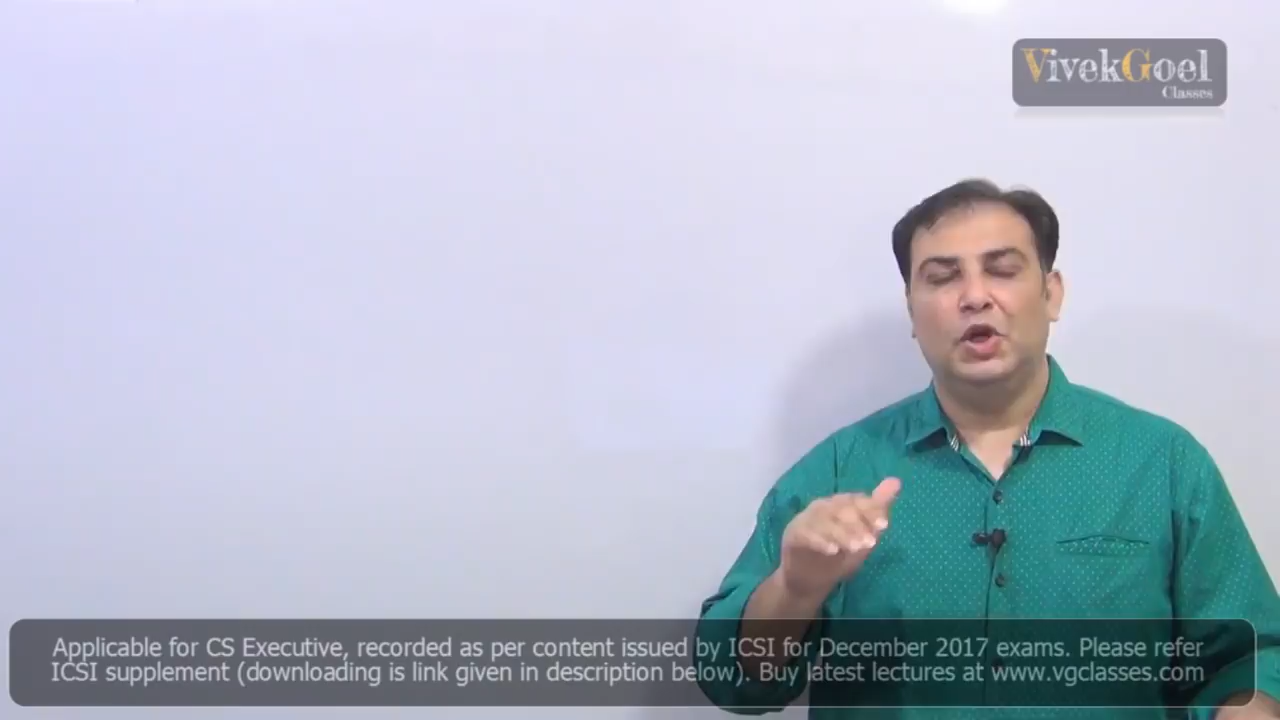 VivekGoel
Classes
Applicable for CS Executive, recorded as per content issued by ICSI for December 2017 exams. Please refer
ICSI supplement (downloading is link given in description below). Buy latest lectures at www.vgclasses.com